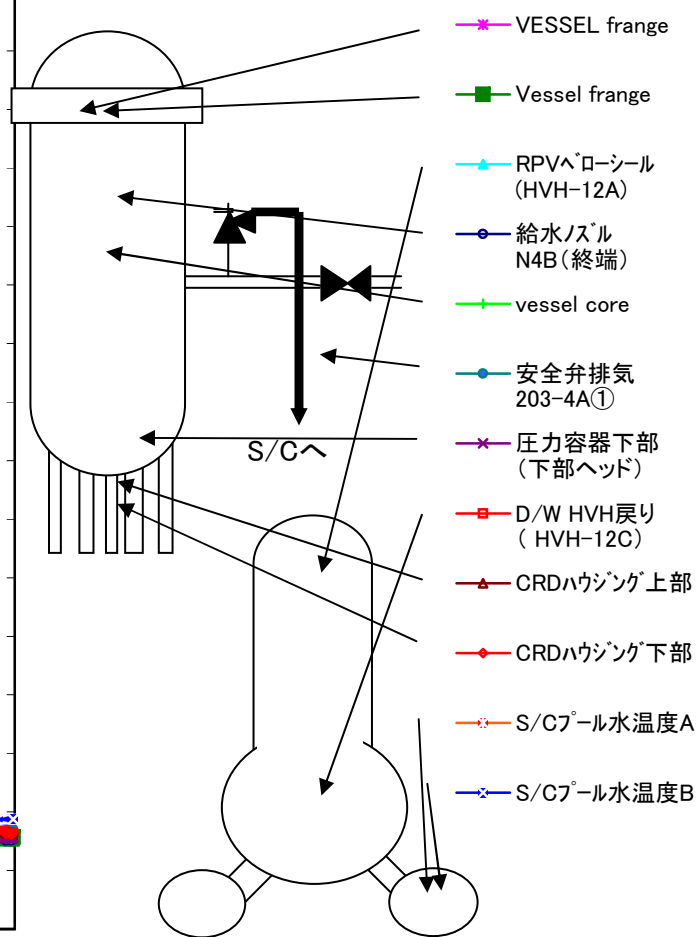 VESSEL frange
Vessel frange
RPVベローシール
(HVH-12A)
給水ノズル
N4B(終端)
vessel core
安全弁排気
203-4A①
圧力容器下部
(下部ヘッド)
D/W HVH戻り
( HVH-12C)
CRDハウジング上部
CRDハウジング下部
S/Cプール水温度A
S/Cプール水温度B
S/Cへ